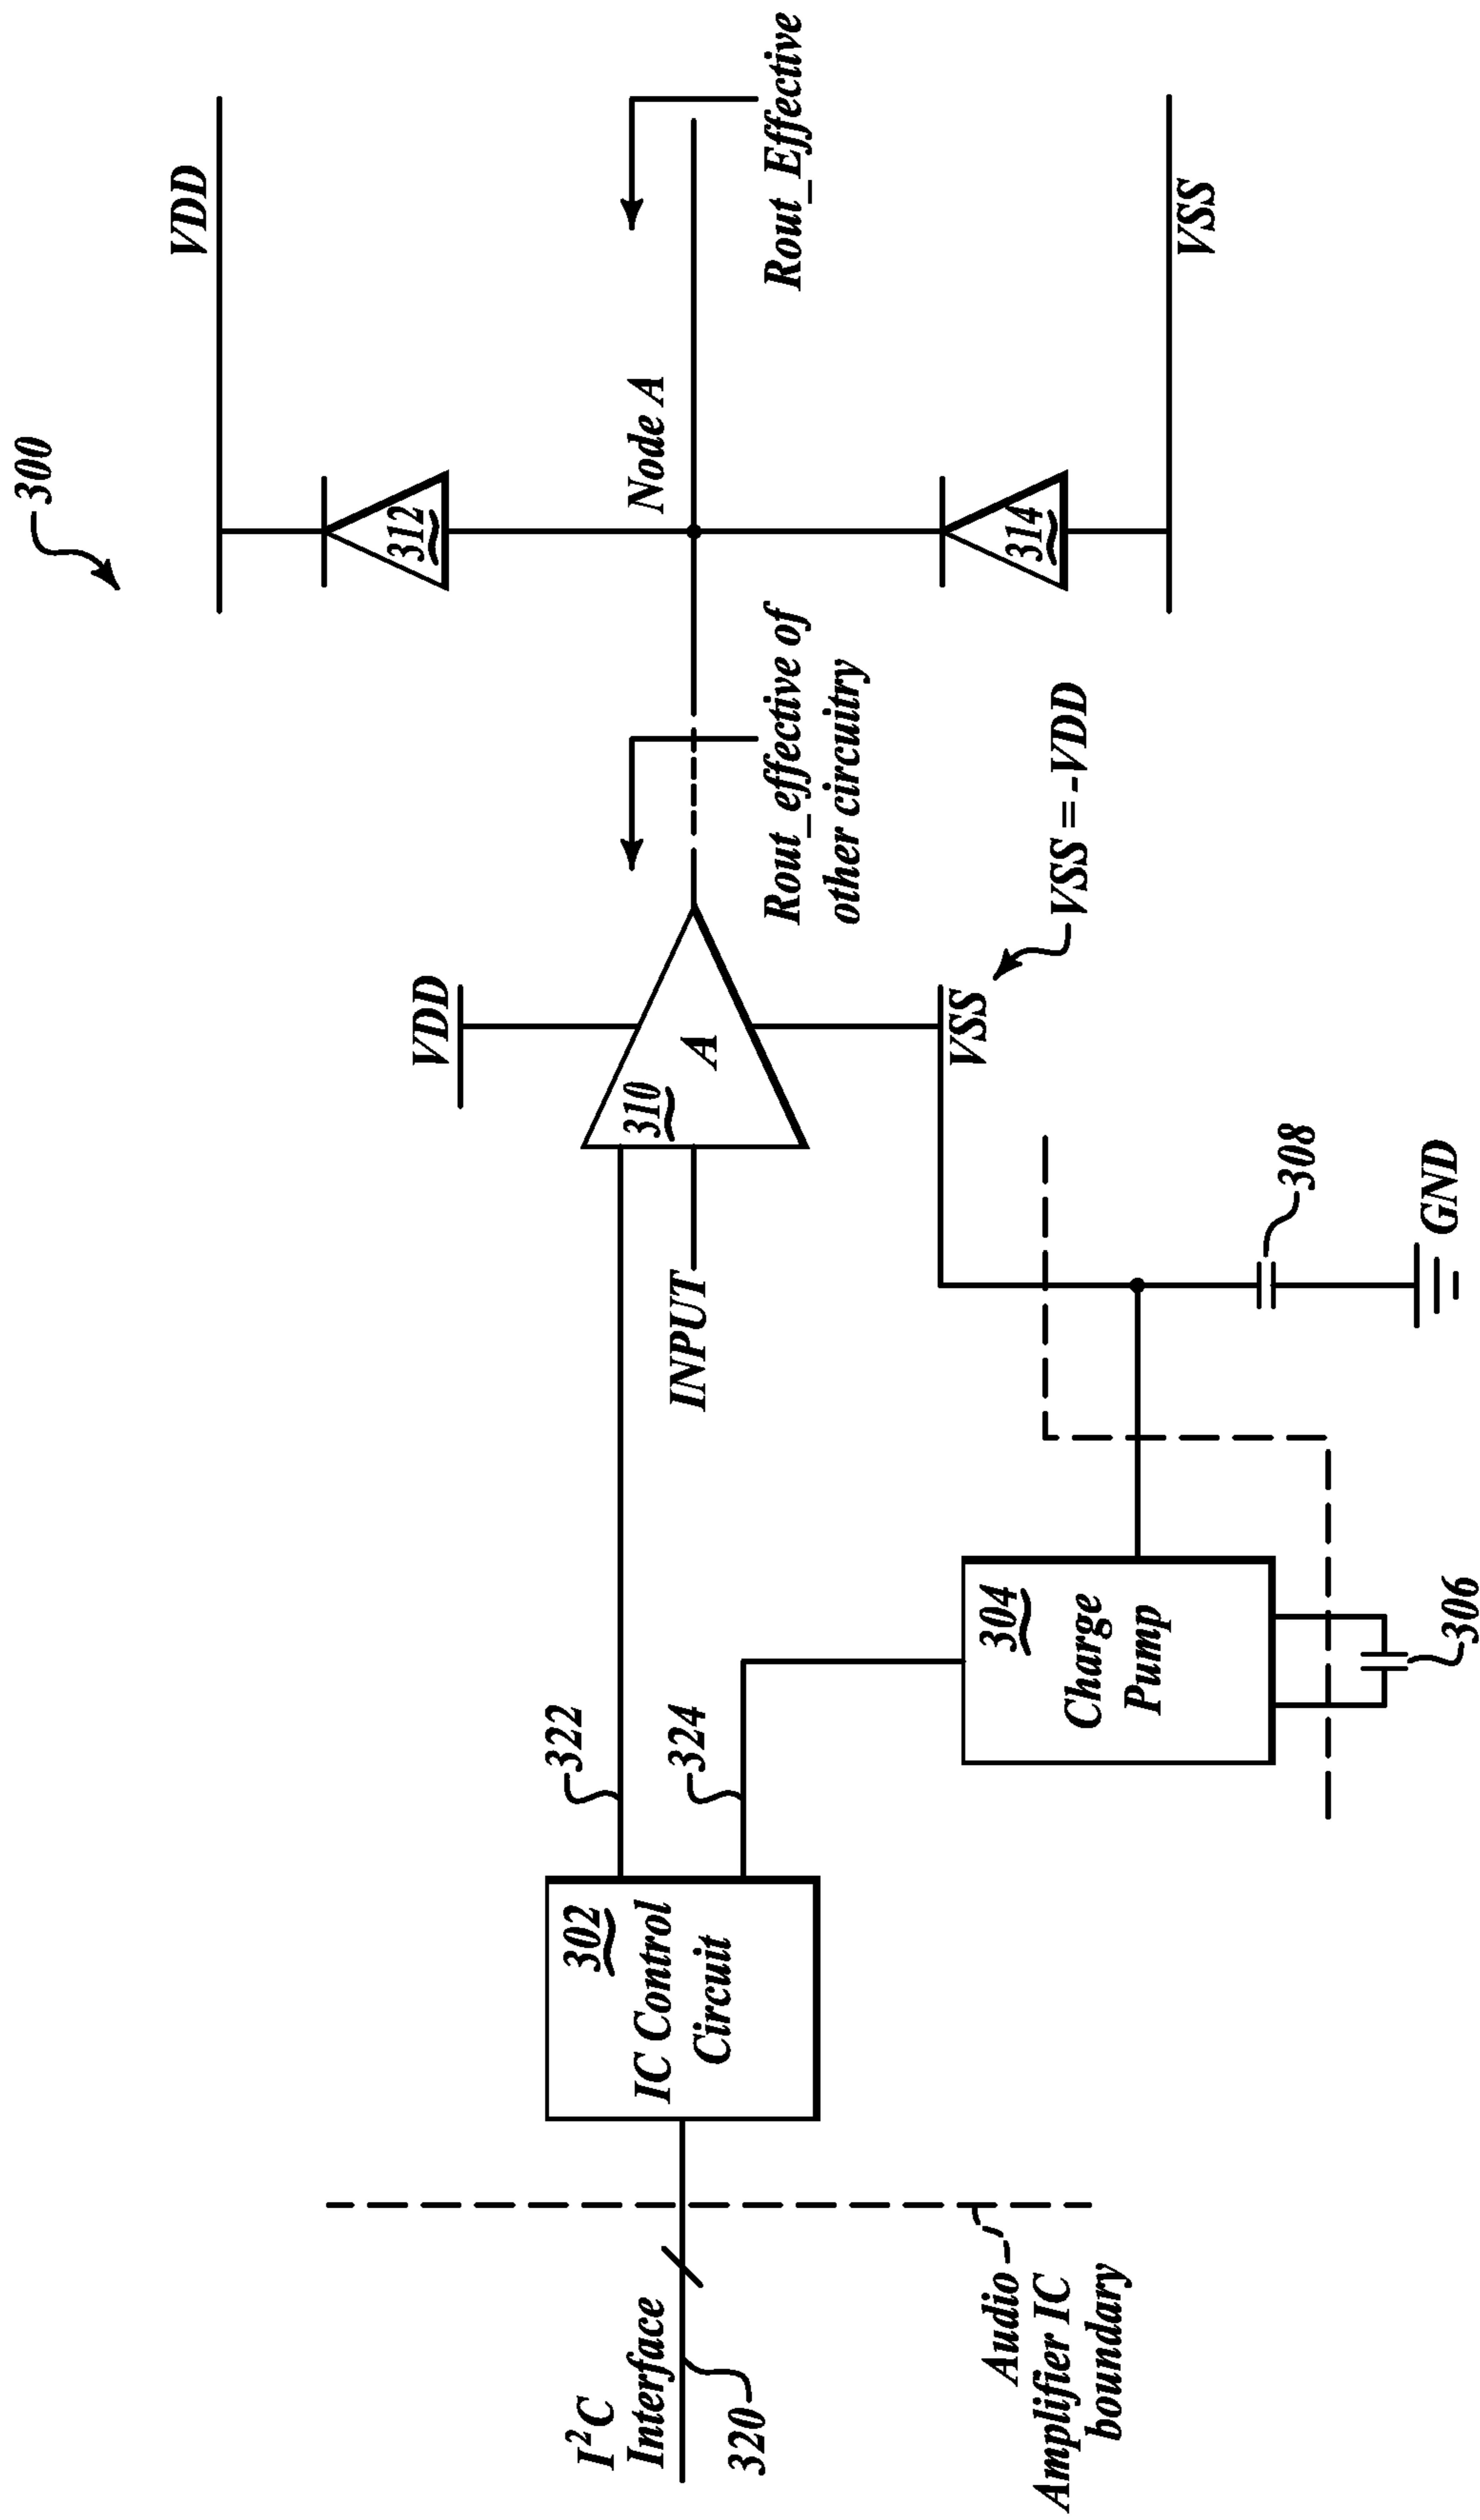 300
VDD
312
Node A
Rout_Effective
314
VSS
VDD
310
A
INPUT
Rout_effective of
other circuitry
VSS
VSS = -VDD
322
324
302
IC Control
Circuit
I²C
Interface
320
304
Charge
Pump
306
308
GND
Audio
Amplifier IC
boundary